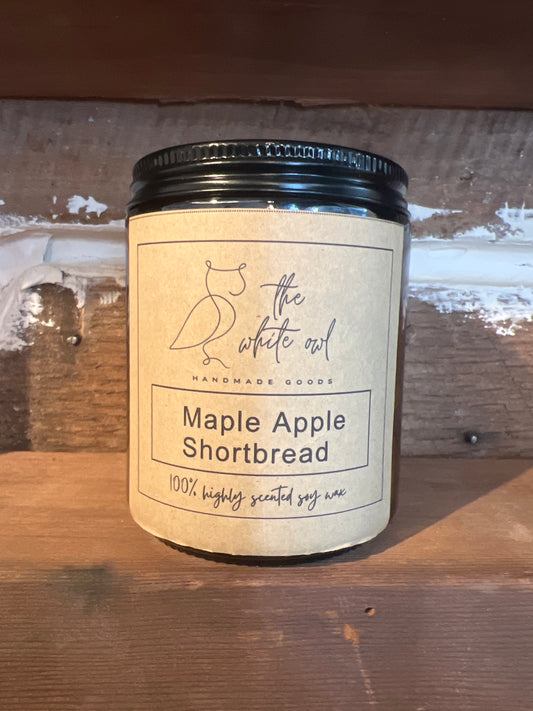 the
white owl
HANDMADE GOODS
Maple Apple
Shortbread
100% highly scented soy wax